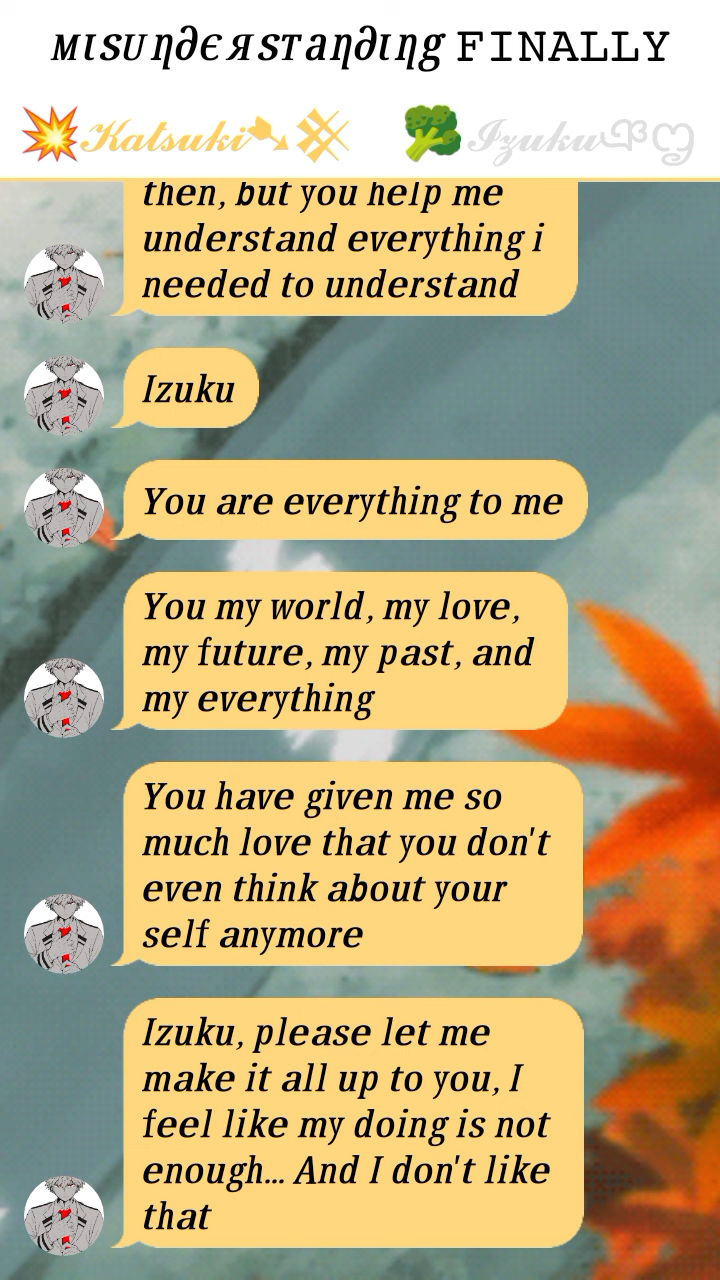 мιѕυη∂єяѕтαη∂ιηg FINALLY
💥𝓚𝓪𝓽𝓼𝓾𝓴𝓲 🥦𝓘𝔃𝓾𝓴𝓾
then, but you help me
understand everything i
needed to understand
Izuku
You are everything to me
You my world, my love,
my future, my past, and
my everything
You have given me so
much love that you don't
even think about your
self anymore
Izuku, please let me
make it all up to you, I
feel like my doing is not
enough... And I don't like
that